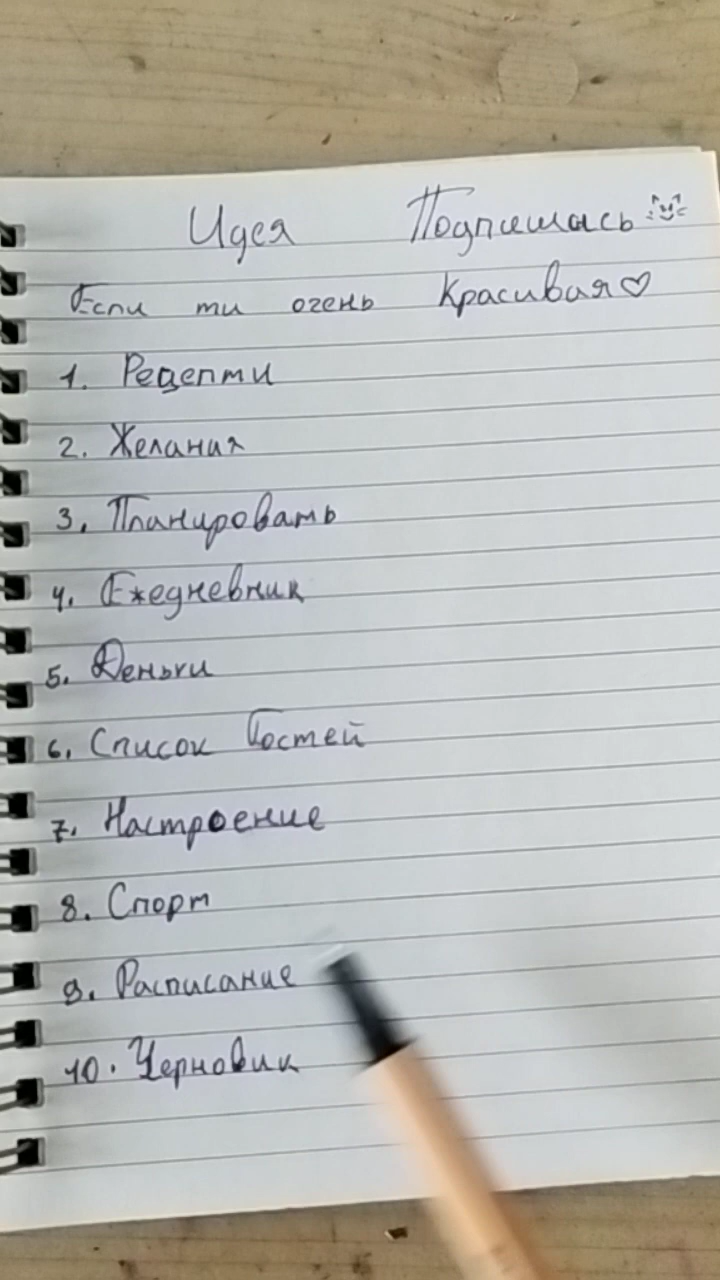 Идея Подпишись
Если ти очень Красивая♡
1. Рецепти
2. Желания
3. Планировать
4. Ежедневник
5. Деньги
6. Список Гостей
7. Настроение
8. Спорт
9. Расписание
10. Черновик